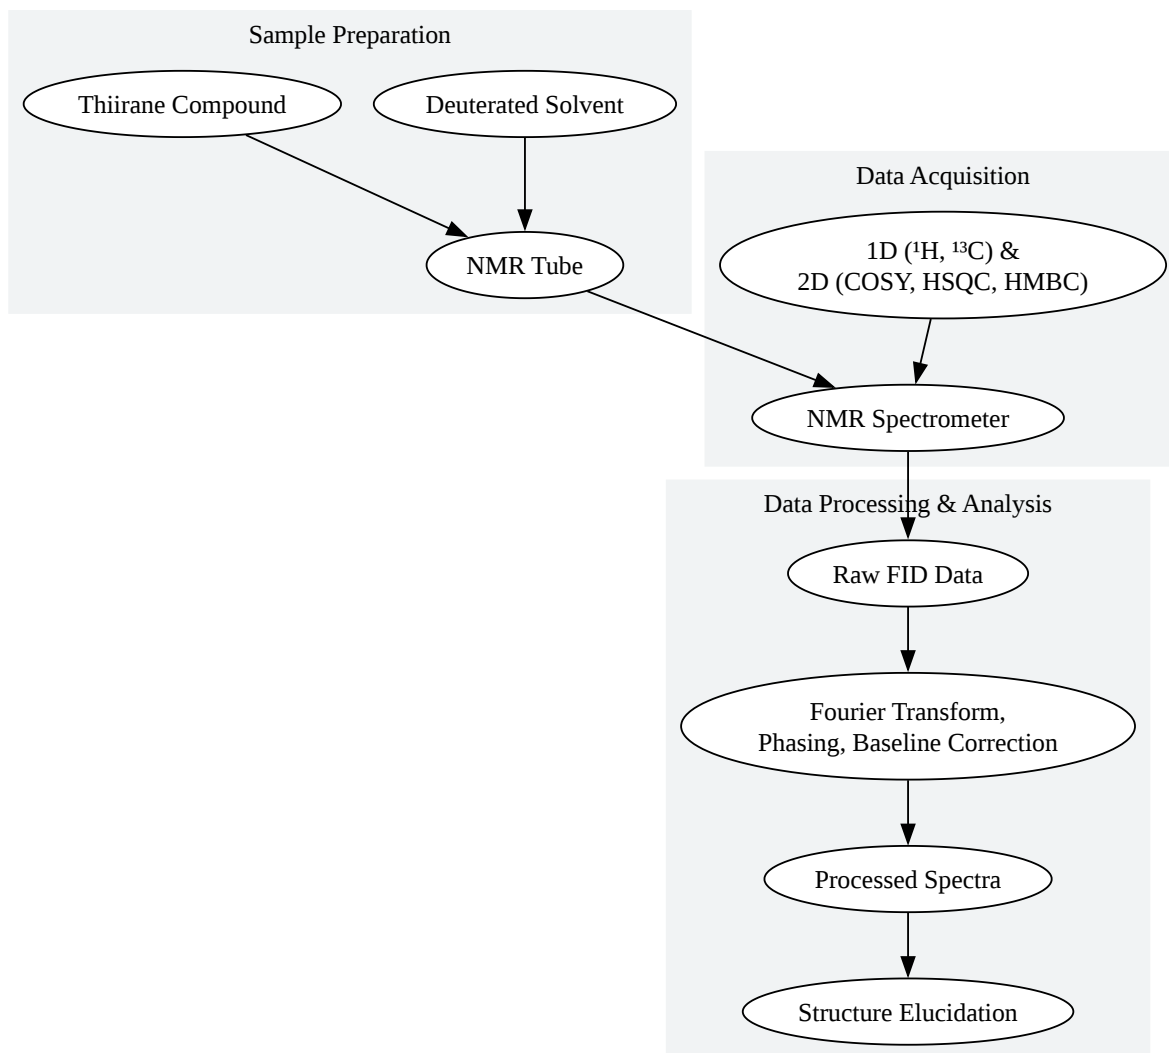 Sample Preparation
Thiirane Compound
Deuterated Solvent
NMR Tube
Data Acquisition
1D (¹H, ¹³C) &
2D (COSY, HSQC, HMBC)
NMR Spectrometer
Data Processing & Analysis
Raw FID Data
Fourier Transform,
Phasing, Baseline Correction
Processed Spectra
Structure Elucidation